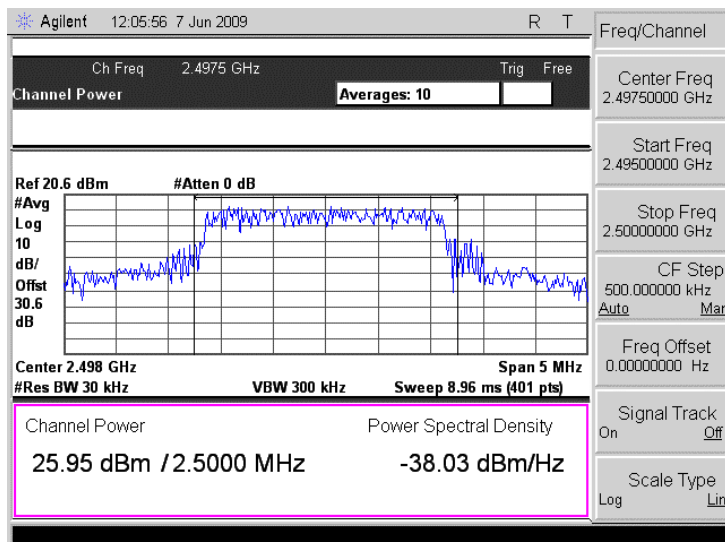 Agilent 12:05:56 7 Jun 2009 R T
Ch Freq 2.4975 GHz Trig Free
Channel Power Averages: 10
Ref 20.6 dBm #Atten 0 dB
#Avg
Log
10
dB/
Offst
30.6
dB
Center 2.498 GHz Span 5 MHz
#Res BW 30 kHz VBW 300 kHz Sweep 8.96 ms (401 pts)
Channel Power Power Spectral Density
25.95 dBm / 2.5000 MHz -38.03 dBm/Hz
Freq/Channel
Center Freq
2.49750000 GHz
Start Freq
2.49500000 GHz
Stop Freq
2.50000000 GHz
CF Step
500.000000 kHz
Auto Man
Freq Offset
0.00000000 Hz
Signal Track
On Off
Scale Type
Log Lin